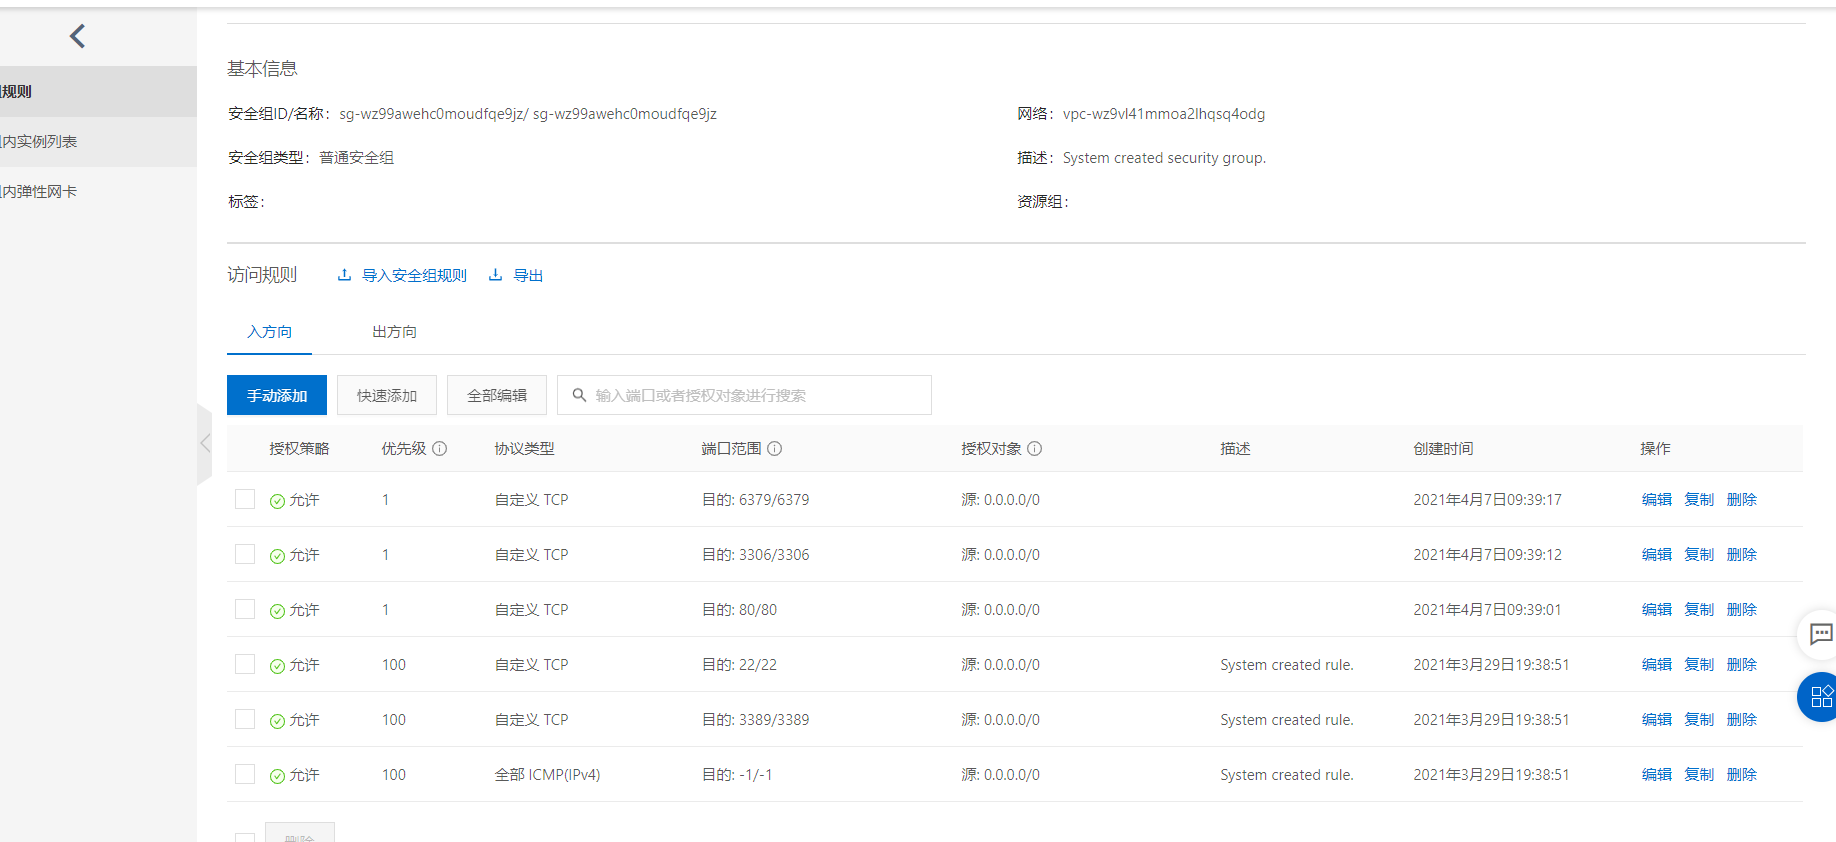 基本信息
规则
安全组ID/名称：sg-wz99awehc0moudfqe9jz/ sg-wz99awehc0moudfqe9jz
网络：vpc-wz9vl41mmoa2lhqsq4odg
内实例列表
安全组类型：普通安全组
描述：System created security group.
内弹性网卡
标签：
资源组：
访问规则 导入安全组规则 导出
入方向 出方向
手动添加 快速添加 全部编辑 输入端口或者授权对象进行搜索
授权策略 优先级 协议类型 端口范围 授权对象 描述 创建时间 操作
允许 1 自定义 TCP 目的: 6379/6379 源: 0.0.0.0/0 2021年4月7日09:39:17 编辑 复制 删除
允许 1 自定义 TCP 目的: 3306/3306 源: 0.0.0.0/0 2021年4月7日09:39:12 编辑 复制 删除
允许 1 自定义 TCP 目的: 80/80 源: 0.0.0.0/0 2021年4月7日09:39:01 编辑 复制 删除
允许 100 自定义 TCP 目的: 22/22 源: 0.0.0.0/0 System created rule. 2021年3月29日19:38:51 编辑 复制 删除
允许 100 自定义 TCP 目的: 3389/3389 源: 0.0.0.0/0 System created rule. 2021年3月29日19:38:51 编辑 复制 删除
允许 100 全部 ICMP(IPv4) 目的: -1/-1 源: 0.0.0.0/0 System created rule. 2021年3月29日19:38:51 编辑 复制 删除